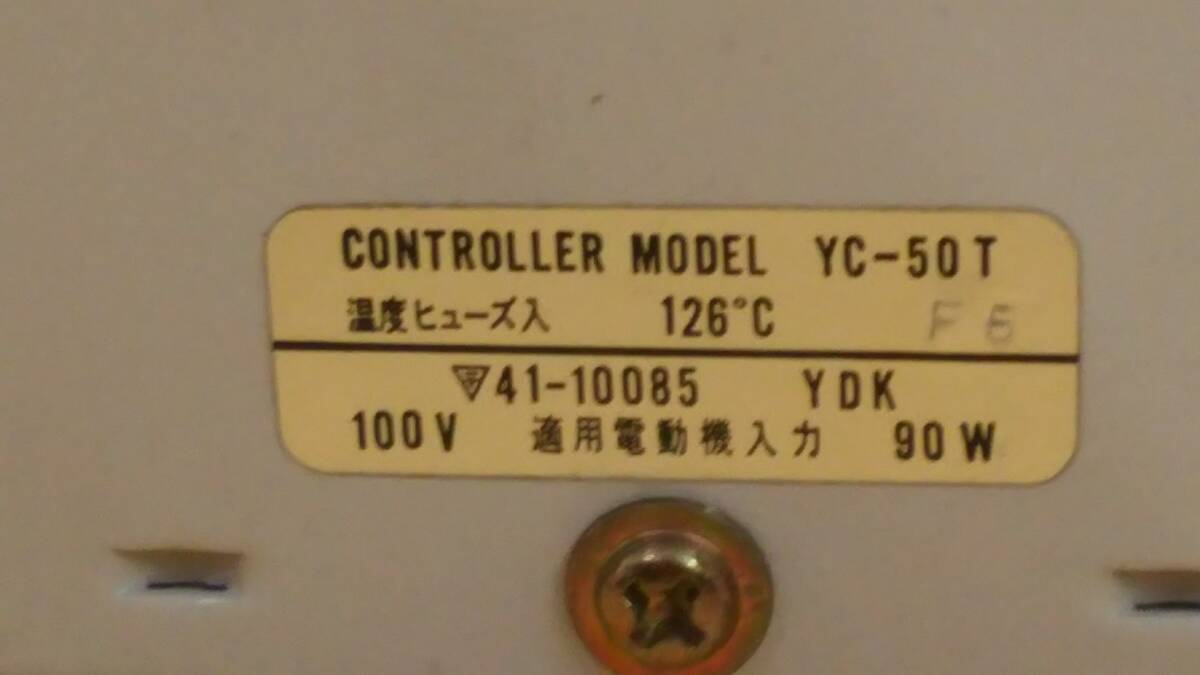 CONTROLLER MODEL YC-50T
温度ヒューズ入 126°C F6
41-10085 YDK
100V 適用電動機入力 90W